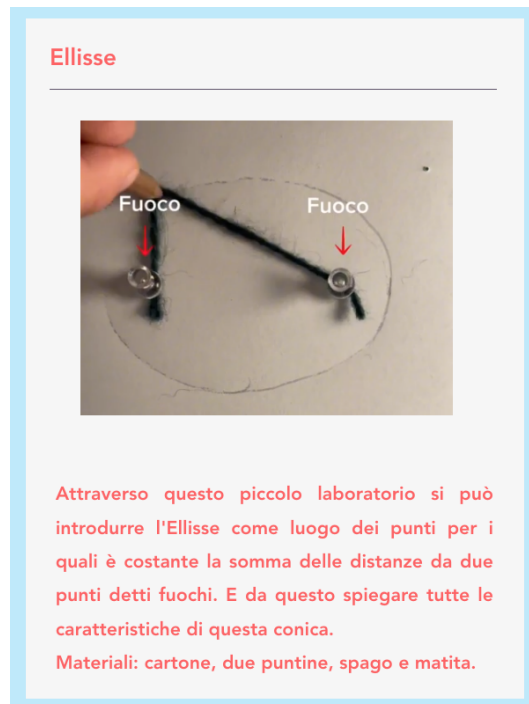 Ellisse
Fuoco
Fuoco
Attraverso questo piccolo laboratorio si può
introdurre l'Ellisse come luogo dei punti per i
quali è costante la somma delle distanze da due
punti detti fuochi. E da questo spiegare tutte le
caratteristiche di questa conica.
Materiali: cartone, due puntine, spago e matita.